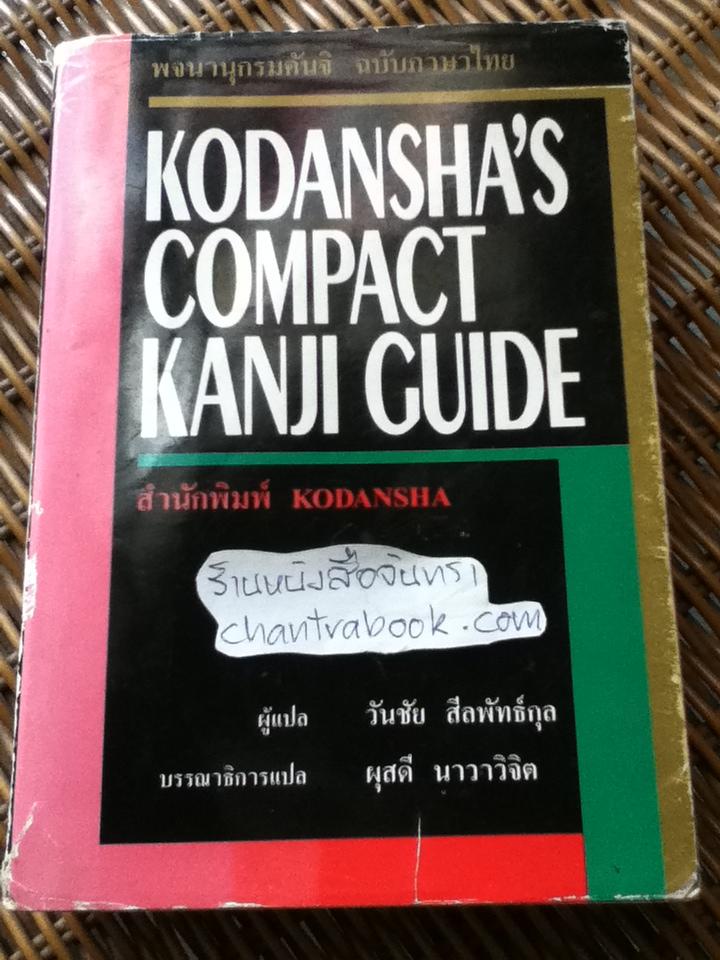 พจนานุกรมคันจิ ฉบับภาษาไทย
KODANSHA'S
COMPACT
KANJI GUIDE
สำนักพิมพ์ KODANSHA
ร้านหนังสือจันทรา
chantrabook.com
ผู้แปล วันชัย สีลพัทธ์กุล
บรรณาธิการแปล ผุสดี นาวาวิจิต